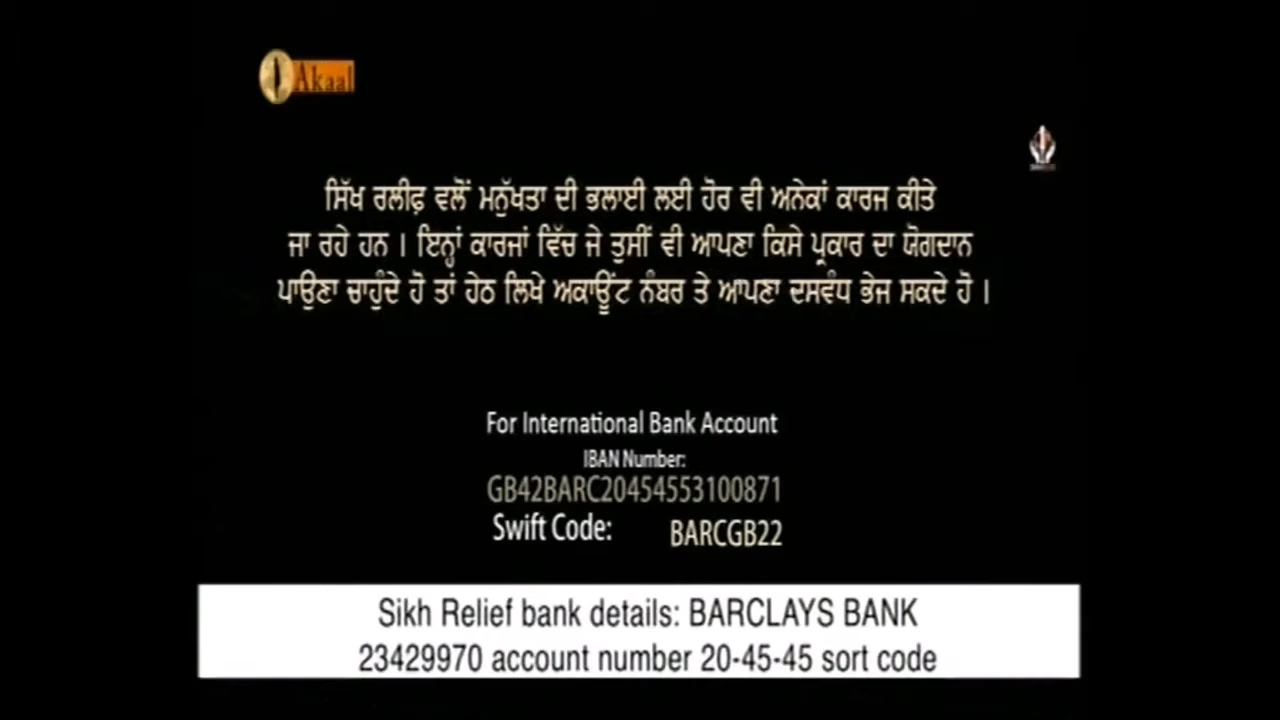 Akaal
ਸਿੱਖ ਰਲੀਫ਼ ਵਲੋਂ ਮਨੁੱਖਤਾ ਦੀ ਭਲਾਈ ਲਈ ਹੋਰ ਵੀ ਅਨੇਕਾਂ ਕਾਰਜ ਕੀਤੇ
ਜਾ ਰਹੇ ਹਨ । ਇਨ੍ਹਾਂ ਕਾਰਜਾਂ ਵਿੱਚ ਜੇ ਤੁਸੀਂ ਵੀ ਆਪਣਾ ਕਿਸੇ ਪ੍ਰਕਾਰ ਦਾ ਯੋਗਦਾਨ
ਪਾਉਣਾ ਚਾਹੁੰਦੇ ਹੋ ਤਾਂ ਹੇਠ ਲਿਖੇ ਅਕਾਊਂਟ ਨੰਬਰ ਤੇ ਆਪਣਾ ਦਸਵੰਧ ਭੇਜ ਸਕਦੇ ਹੋ ।
For International Bank Account
IBAN Number:
GB42BARC20454553100871
Swift Code: BARCGB22
Sikh Relief bank details: BARCLAYS BANK
23429970 account number 20-45-45 sort code